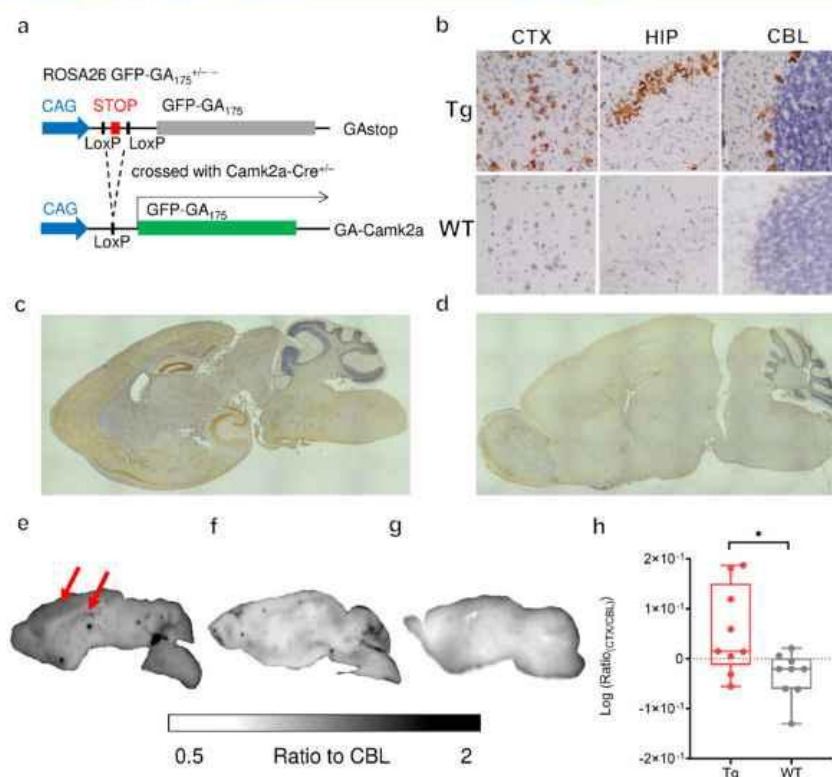 a
ROSA26 GFP-GA175+/-
CAG STOP GFP-GA175
LoxP LoxP GAstop
crossed with Camk2a-Cre+/-
CAG GFP-GA175
LoxP GA-Camk2a
b
CTX HIP CBL
Tg
WT
c
d
e
f
g
0.5 Ratio to CBL 2
h
*
2×10⁻¹
1×10⁻¹
0
-1×10⁻¹
-2×10⁻¹
Log (Ratio(CTX/CBL))
Tg WT